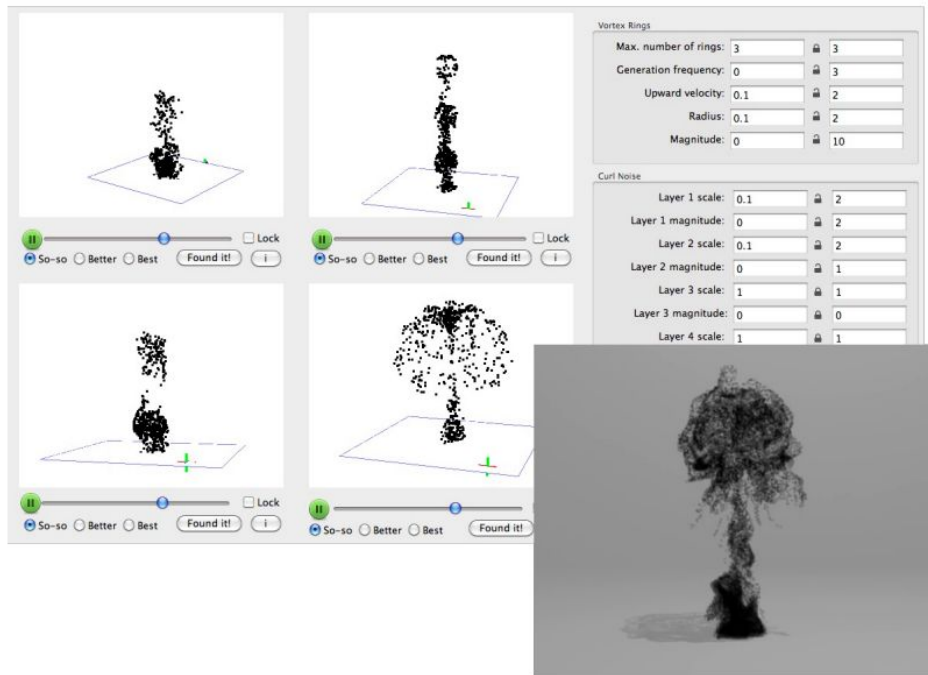 Vortex Rings
Max. number of rings: 3 3
Generation frequency: 0 3
Upward velocity: 0.1 2
Radius: 0.1 2
Magnitude: 0 10
Curl Noise
Layer 1 scale: 0.1 2
Layer 1 magnitude: 0 2
Layer 2 scale: 0.1 2
Layer 2 magnitude: 0 1
Layer 3 scale: 1 1
Layer 3 magnitude: 0 0
Layer 4 scale: 1 1
Lock
So-so Better Best Found it! i
Lock
So-so Better Best Found it! i
Lock
So-so Better Best Found it! i
So-so Better Best Found it!